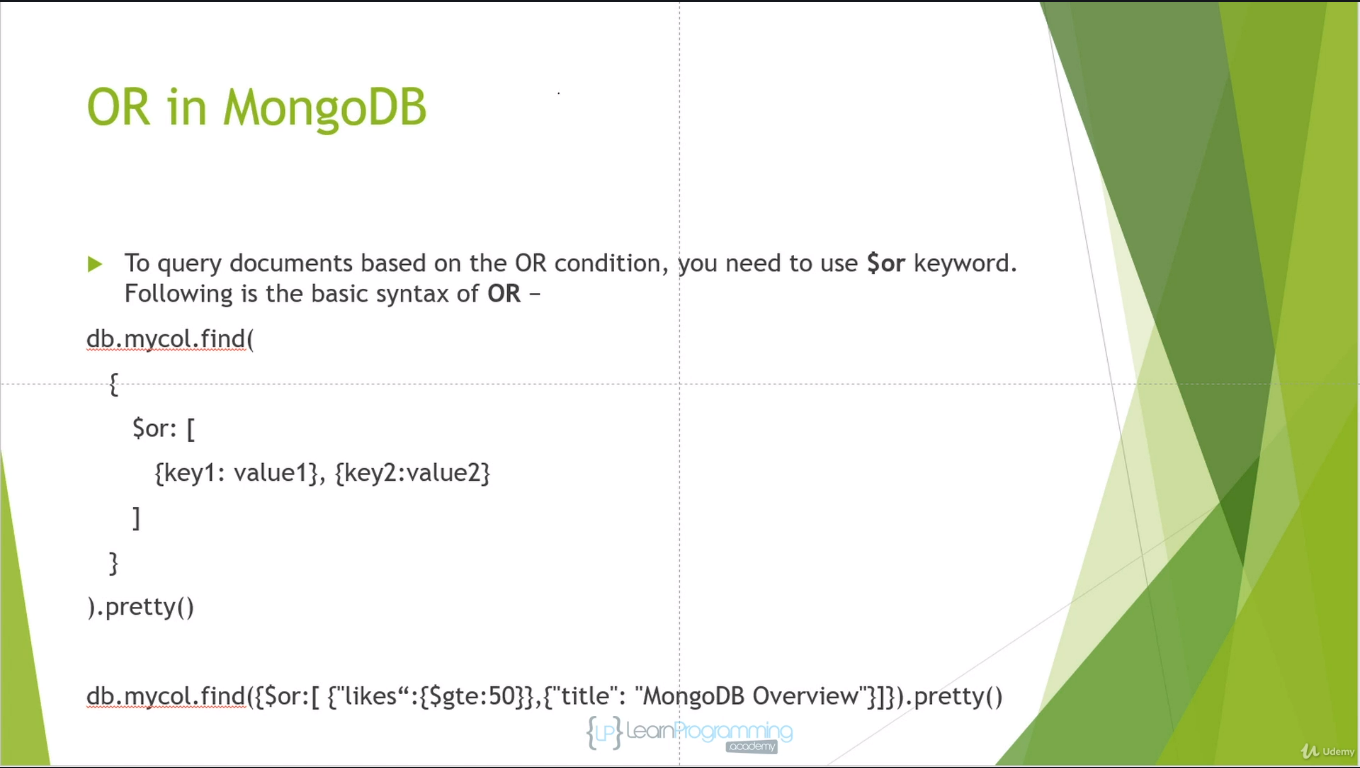 OR in MongoDB
To query documents based on the OR condition, you need to use $or keyword.
Following is the basic syntax of OR –
db.mycol.find(
{
$or: [
{key1: value1}, {key2:value2}
]
}
).pretty()
db.mycol.find({$or:[ {"likes“:{$gte:50}},{"title": "MongoDB Overview"}]}).pretty()
{LP} LearnProgramming
academy
Udemy